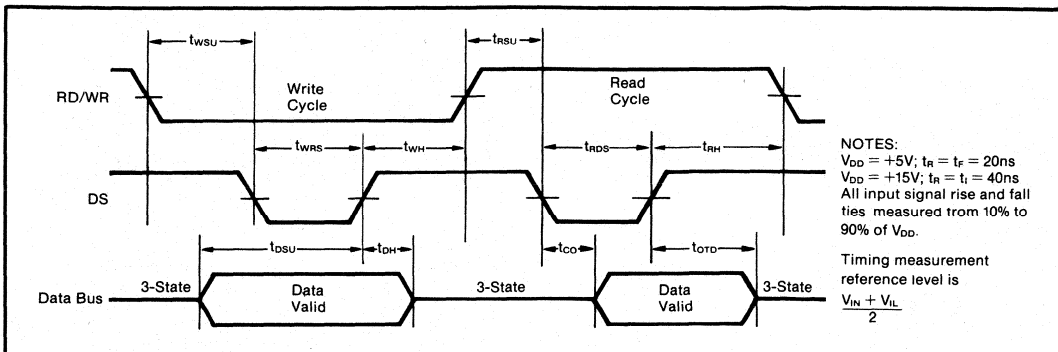 tWSU
tRSU
RD/WR
Write
Cycle
Read
Cycle
tWRS
tWH
tRDS
tRH
DS
tDSU
tDH
tCO
tOTD
Data Bus
3-State
Data
Valid
3-State
Data
Valid
3-State
NOTES:
VDD = +5V; tR = tF = 20ns
VDD = +15V; tR = tI = 40ns
All input signal rise and fall
ties measured trom 10% to
90% of VDD.
Timing measurement
reference level is
VIN + VIL
2